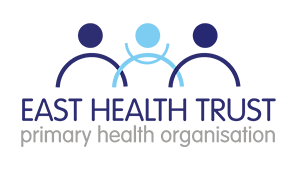 EAST HEALTH TRUST
primary health organisation